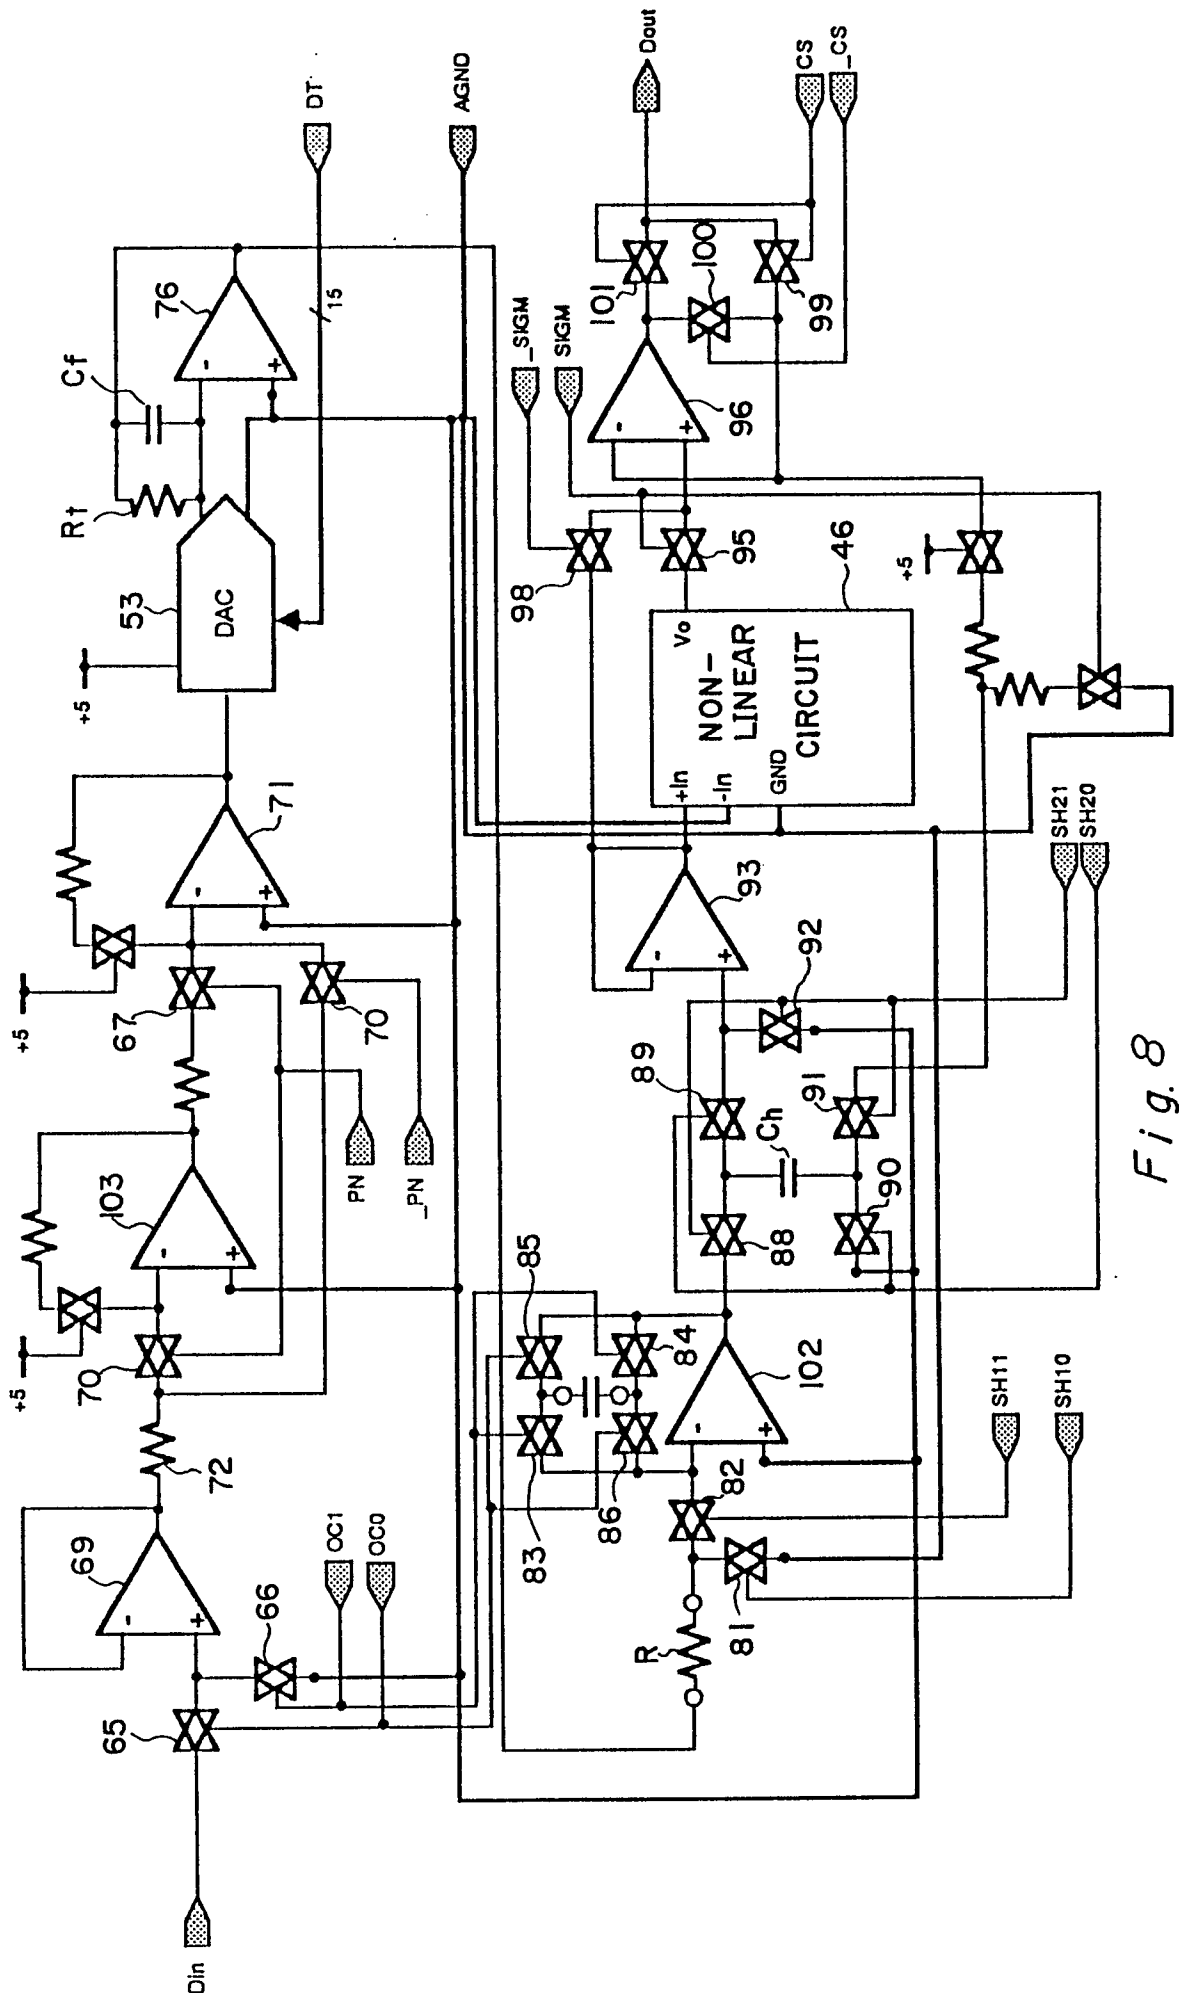 Din
65
66
69
OC1
OC0
72
+5
70
103
PN
_PN
+5
67
70
71
+5
53
DAC
Rf
Cf
76
15
DT
AGND
R
81
82
83
86
85
84
102
SH11
SH10
88
89
Ch
90
91
92
93
SH21
SH20
+In
-In
GND
NON-
LINEAR
CIRCUIT
Vo
46
98
95
+5
_SIGM
SIGM
96
101
100
99
Dout
CS
_CS
Fig. 8